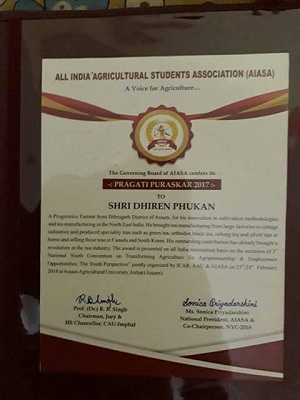 ALL INDIA AGRICULTURAL STUDENTS ASSOCIATION (AIASA)
A Voice for Agriculture...
The Governing Board of AIASA confers its
-: PRAGATI PURASKAR 2017 :-
TO
SHRI DHIREN PHUKAN
A Progressive Farmer from Dibrugarh District of Assam, for his innovation in cultivation methodologies
and tea manufacturing in the North East India. He brought tea manufacturing from large factories to cottage
industries and produced speciality teas such as green tea, orthodox black tea, oolong tea and silver tips at
home and selling those teas in Canada and South Korea. His outstanding contribution has already brought a
revolution in the tea industry. The award is presented on all India nomination basis on the occasion of 3rd
National Youth Convention on "Transforming Agriculture for Agripreneurship & Employment
Opportunities: The Youth Perspective" jointly organized by ICAR, AAU & AIASA on 23rd-24th February
2018 at Assam Agricultural University, Jorhat (Assam).
Prof. (Dr.) R. B. Singh
Chairman, Jury &
HE Chancellor, CAU-Imphal
Sonica Priyadarshini
Ms. Sonica Priyadarshini
National President, AIASA &
Co-Chairperson, NYC-2018